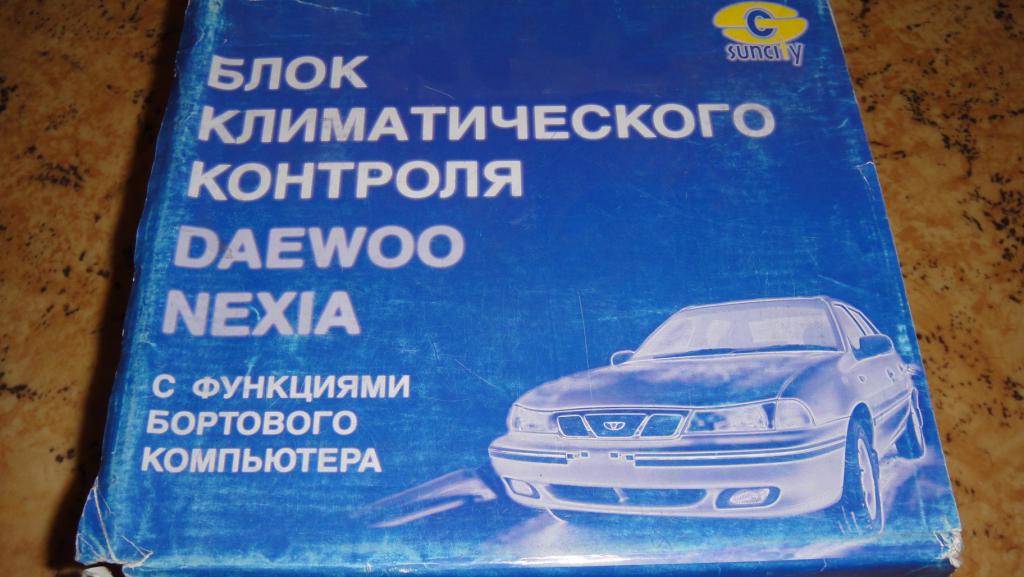 suncity
БЛОК
КЛИМАТИЧЕСКОГО
КОНТРОЛЯ
DAEWOO
NEXIA
С ФУНКЦИЯМИ
БОРТОВОГО
КОМПЬЮТЕРА